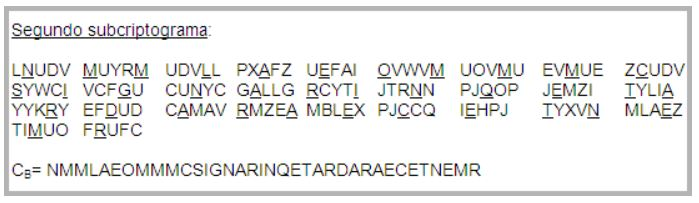 Segundo subcriptograma:
LNUDV MUYRM UDVLL PXAFZ UEFAI OVWVM UOVMU EVMUE ZCUDV
SYWCI VCFGU CUNYC GALLG RCYTI JTRNN PJQOP JEMZI TYLIA
YYKRY EFDUD CAMAV RMZEA MBLEX PJCCQ IEHPJ TYXVN MLAEZ
TIMUO FRUFC
CB= NMMLAEOMMMCSIGNARINQETARDARAECETNEMR